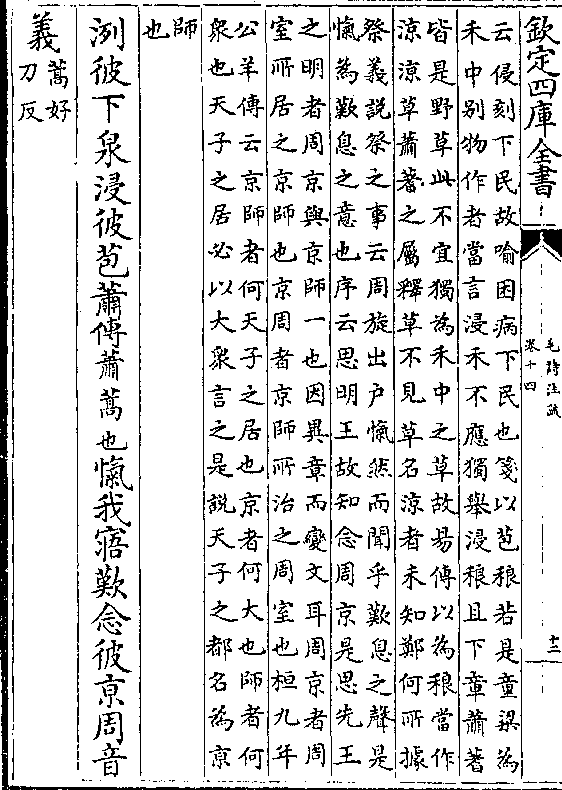 欽定四庫全書
毛詩注疏
卷十四
十三
云侵刻下民故喻困病下民也箋以苞稂若是童梁為
禾中别物作者當言浸禾不應獨舉浸稂且下章蕭蓍
皆是野草此不宜獨為禾中之草故易傳以為稂當作
涼涼草蕭蓍之屬釋草不見草名涼者未知鄭何所據
祭義說祭之事云周旋出户愾然而聞乎歎息之聲是
愾為歎息之意也序云思明王故知念周京是思先王
之明者周京與京師一也因異章而變文耳周京者周
室所居之京師也京周者京師所治之周室也桓九年
公羊傳云京師者何天子之居也京者何大也師者何
衆也天子之居必以大衆言之是說天子之都名為京
師
也
洌彼下泉浸彼苞蕭傳蕭蒿也愾我寤歎念彼京周音
義蒿好
刀反